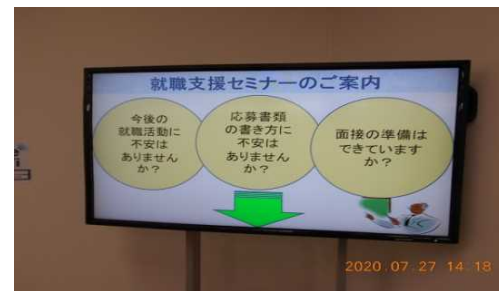 就職支援セミナーのご案内
今後の
就職活動に
不安は
ありません
か？
応募書類
の書き方に
不安は
ありません
か？
面接の準備は
できています
か？
2020.07.27 14:18